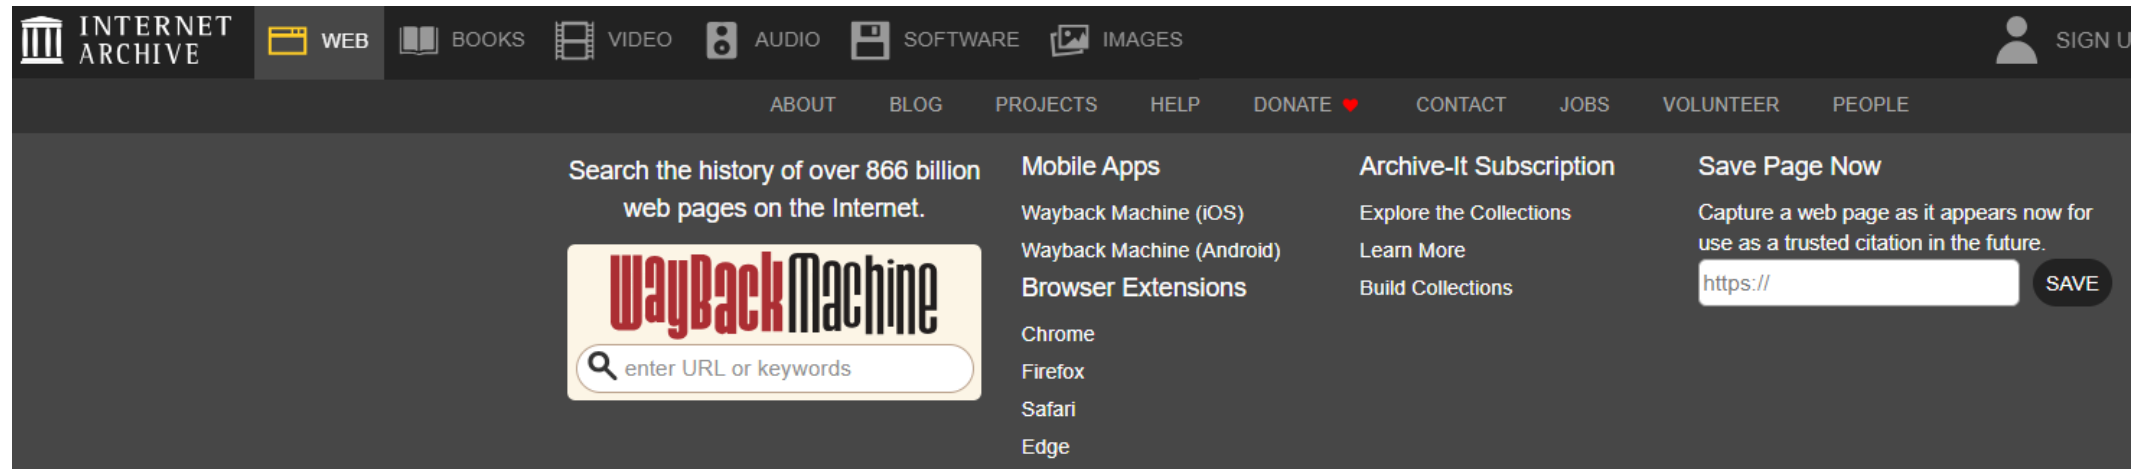 INTERNET
ARCHIVE
WEB BOOKS VIDEO AUDIO SOFTWARE IMAGES SIGN U
ABOUT BLOG PROJECTS HELP DONATE CONTACT JOBS VOLUNTEER PEOPLE
Search the history of over 866 billion
web pages on the Internet.
WayBackMachine
enter URL or keywords
Mobile Apps
Wayback Machine (iOS)
Wayback Machine (Android)
Browser Extensions
Chrome
Firefox
Safari
Edge
Archive-It Subscription
Explore the Collections
Learn More
Build Collections
Save Page Now
Capture a web page as it appears now for
use as a trusted citation in the future.
https:// SAVE